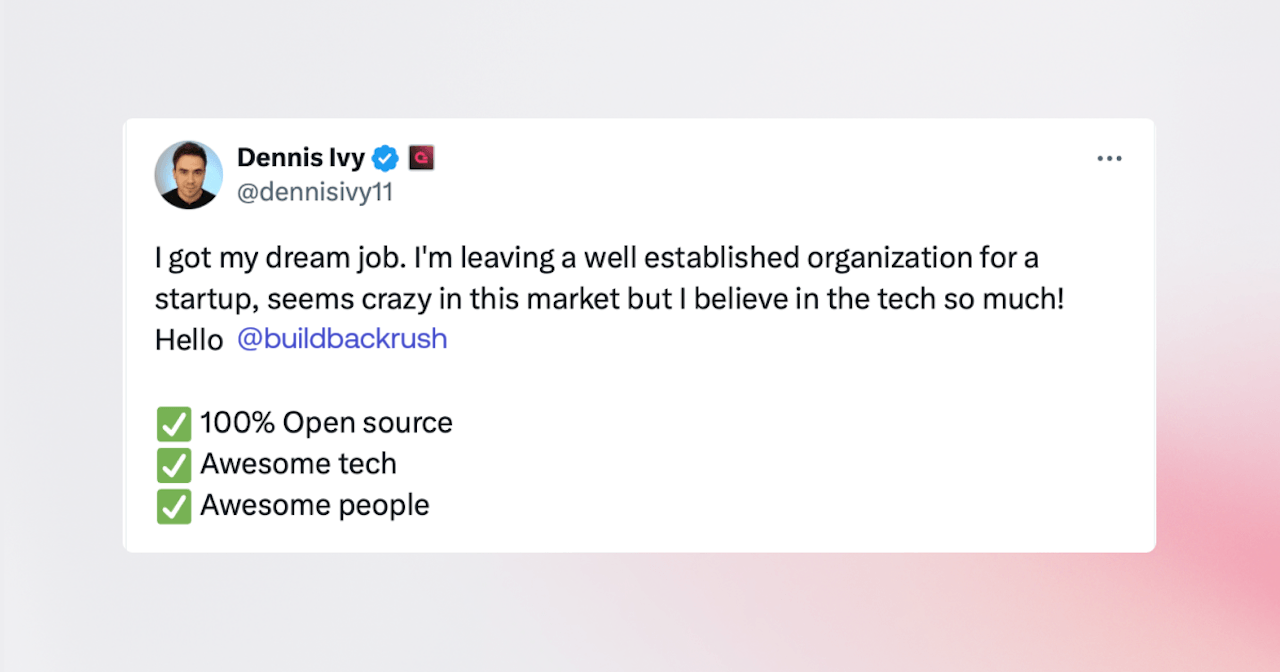 Dennis Ivy
@dennisivy11
I got my dream job. I'm leaving a well established organization for a
startup, seems crazy in this market but I believe in the tech so much!
Hello @buildbackrush
✅ 100% Open source
✅ Awesome tech
✅ Awesome people